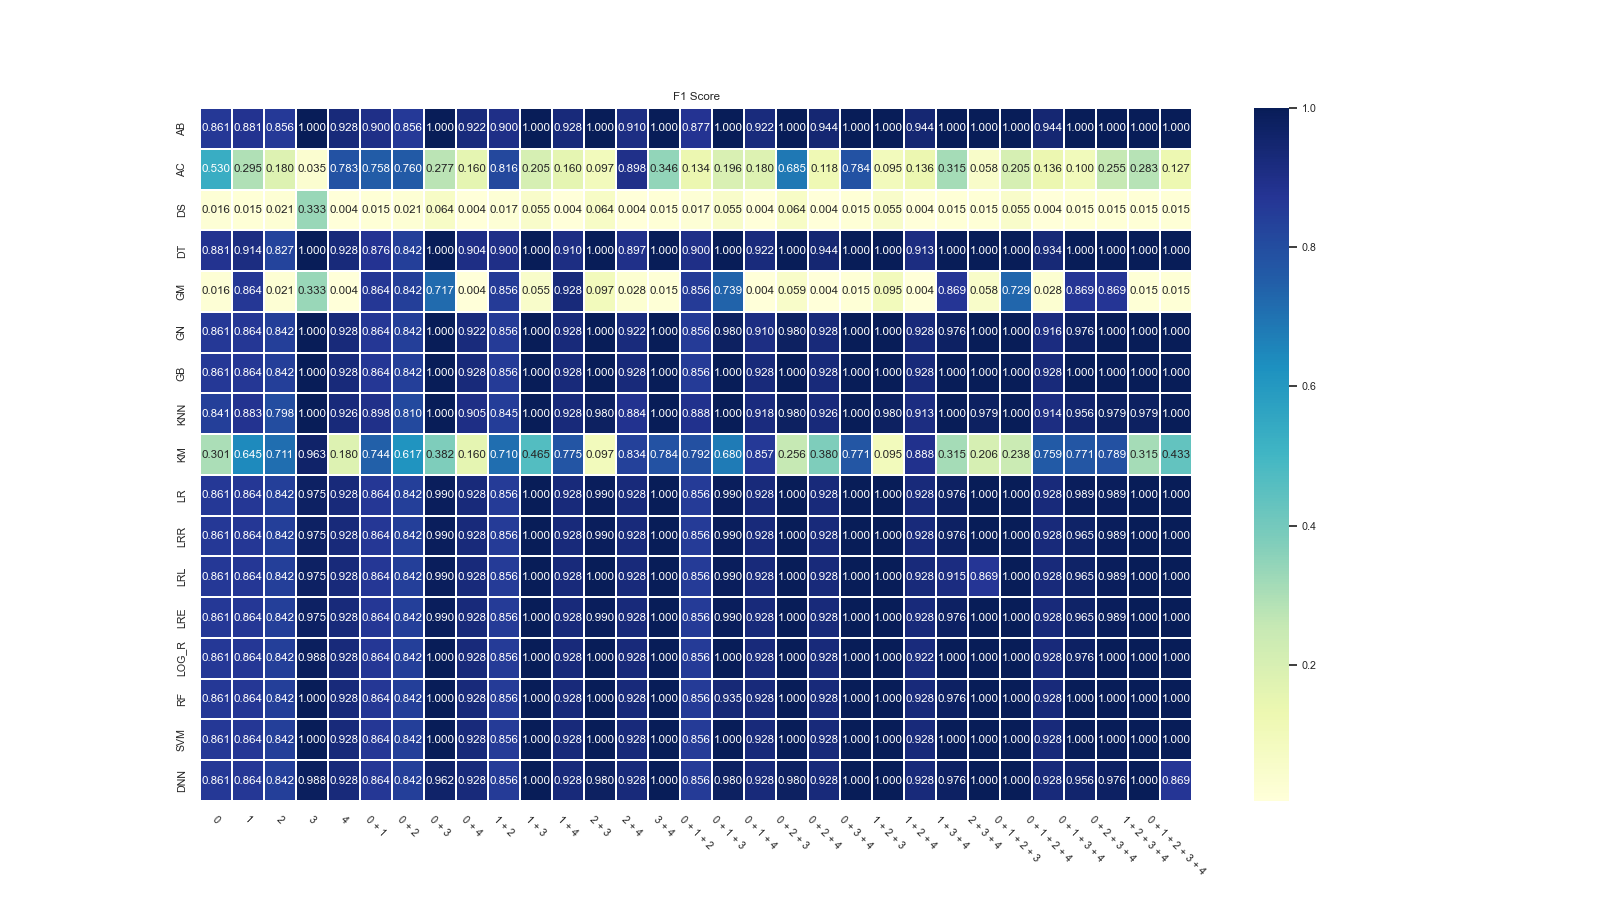 F1 Score
AB 0.861 0.881 0.856 1.000 0.928 0.900 0.856 1.000 0.922 0.900 1.000 0.928 1.000 0.910 1.000 0.877 1.000 0.922 1.000 0.944 1.000 1.000 0.944 1.000 1.000 1.000 0.944 1.000 1.000 1.000 1.000
AC 0.530 0.295 0.180 0.035 0.783 0.758 0.760 0.277 0.160 0.816 0.205 0.160 0.097 0.898 0.346 0.134 0.196 0.180 0.685 0.118 0.784 0.095 0.136 0.315 0.058 0.205 0.136 0.100 0.255 0.283 0.127
DS 0.016 0.015 0.021 0.333 0.004 0.015 0.021 0.064 0.004 0.017 0.055 0.004 0.064 0.004 0.015 0.017 0.055 0.004 0.064 0.004 0.015 0.055 0.004 0.015 0.015 0.055 0.004 0.015 0.015 0.015 0.015
DT 0.881 0.914 0.827 1.000 0.928 0.876 0.842 1.000 0.904 0.900 1.000 0.910 1.000 0.897 1.000 0.900 1.000 0.922 1.000 0.944 1.000 1.000 0.913 1.000 1.000 1.000 0.934 1.000 1.000 1.000 1.000
GM 0.016 0.864 0.021 0.333 0.004 0.864 0.842 0.717 0.004 0.856 0.055 0.928 0.097 0.028 0.015 0.856 0.739 0.004 0.059 0.004 0.015 0.095 0.004 0.869 0.058 0.729 0.028 0.869 0.869 0.015 0.015
GN 0.861 0.864 0.842 1.000 0.928 0.864 0.842 1.000 0.922 0.856 1.000 0.928 1.000 0.922 1.000 0.856 0.980 0.910 0.980 0.928 1.000 1.000 0.928 0.976 1.000 1.000 0.916 0.976 1.000 1.000 1.000
GB 0.861 0.864 0.842 1.000 0.928 0.864 0.842 1.000 0.928 0.856 1.000 0.928 1.000 0.928 1.000 0.856 1.000 0.928 1.000 0.928 1.000 1.000 0.928 1.000 1.000 1.000 0.928 1.000 1.000 1.000 1.000
KNN 0.841 0.883 0.798 1.000 0.926 0.898 0.810 1.000 0.905 0.845 1.000 0.928 0.980 0.884 1.000 0.888 1.000 0.918 0.980 0.926 1.000 0.980 0.913 1.000 0.979 1.000 0.914 0.956 0.979 0.979 1.000
KM 0.301 0.645 0.711 0.963 0.180 0.744 0.617 0.382 0.160 0.710 0.465 0.775 0.097 0.834 0.784 0.792 0.680 0.857 0.256 0.380 0.771 0.095 0.888 0.315 0.206 0.238 0.759 0.771 0.789 0.315 0.433
LR 0.861 0.864 0.842 0.975 0.928 0.864 0.842 0.990 0.928 0.856 1.000 0.928 0.990 0.928 1.000 0.856 0.990 0.928 1.000 0.928 1.000 1.000 0.928 0.976 1.000 1.000 0.928 0.989 0.989 1.000 1.000
LRR 0.861 0.864 0.842 0.975 0.928 0.864 0.842 0.990 0.928 0.856 1.000 0.928 0.990 0.928 1.000 0.856 0.990 0.928 1.000 0.928 1.000 1.000 0.928 0.976 1.000 1.000 0.928 0.965 0.989 1.000 1.000
LRL 0.861 0.864 0.842 0.975 0.928 0.864 0.842 0.990 0.928 0.856 1.000 0.928 1.000 0.928 1.000 0.856 0.990 0.928 1.000 0.928 1.000 1.000 0.928 0.915 0.869 1.000 0.928 0.965 0.989 1.000 1.000
LRE 0.861 0.864 0.842 0.975 0.928 0.864 0.842 0.990 0.928 0.856 1.000 0.928 0.990 0.928 1.000 0.856 0.990 0.928 1.000 0.928 1.000 1.000 0.928 0.976 1.000 1.000 0.928 0.965 0.989 1.000 1.000
LOG_R 0.861 0.864 0.842 0.988 0.928 0.864 0.842 1.000 0.928 0.856 1.000 0.928 1.000 0.928 1.000 0.856 1.000 0.928 1.000 0.928 1.000 1.000 0.922 1.000 1.000 1.000 0.928 0.976 1.000 1.000 1.000
RF 0.861 0.864 0.842 1.000 0.928 0.864 0.842 1.000 0.928 0.856 1.000 0.928 1.000 0.928 1.000 0.856 0.935 0.928 1.000 0.928 1.000 1.000 0.928 0.976 1.000 1.000 0.928 1.000 1.000 1.000 1.000
SVM 0.861 0.864 0.842 1.000 0.928 0.864 0.842 1.000 0.928 0.856 1.000 0.928 1.000 0.928 1.000 0.856 1.000 0.928 1.000 0.928 1.000 1.000 0.928 1.000 1.000 1.000 0.928 1.000 1.000 1.000 1.000
DNN 0.861 0.864 0.842 0.988 0.928 0.864 0.842 0.962 0.928 0.856 1.000 0.928 0.980 0.928 1.000 0.856 0.980 0.928 0.980 0.928 1.000 1.000 0.928 0.976 1.000 1.000 0.928 0.956 0.976 1.000 0.869
0
1
2
3
4
0 + 1
0 + 2
0 + 3
0 + 4
1 + 2
1 + 3
1 + 4
2 + 3
2 + 4
3 + 4
0 + 1 + 2
0 + 1 + 3
0 + 1 + 4
0 + 2 + 3
0 + 2 + 4
0 + 3 + 4
1 + 2 + 3
1 + 2 + 4
1 + 3 + 4
2 + 3 + 4
0 + 1 + 2 + 3
0 + 1 + 2 + 4
0 + 1 + 3 + 4
0 + 2 + 3 + 4
1 + 2 + 3 + 4
0 + 1 + 2 + 3 + 4
1.0
0.8
0.6
0.4
0.2